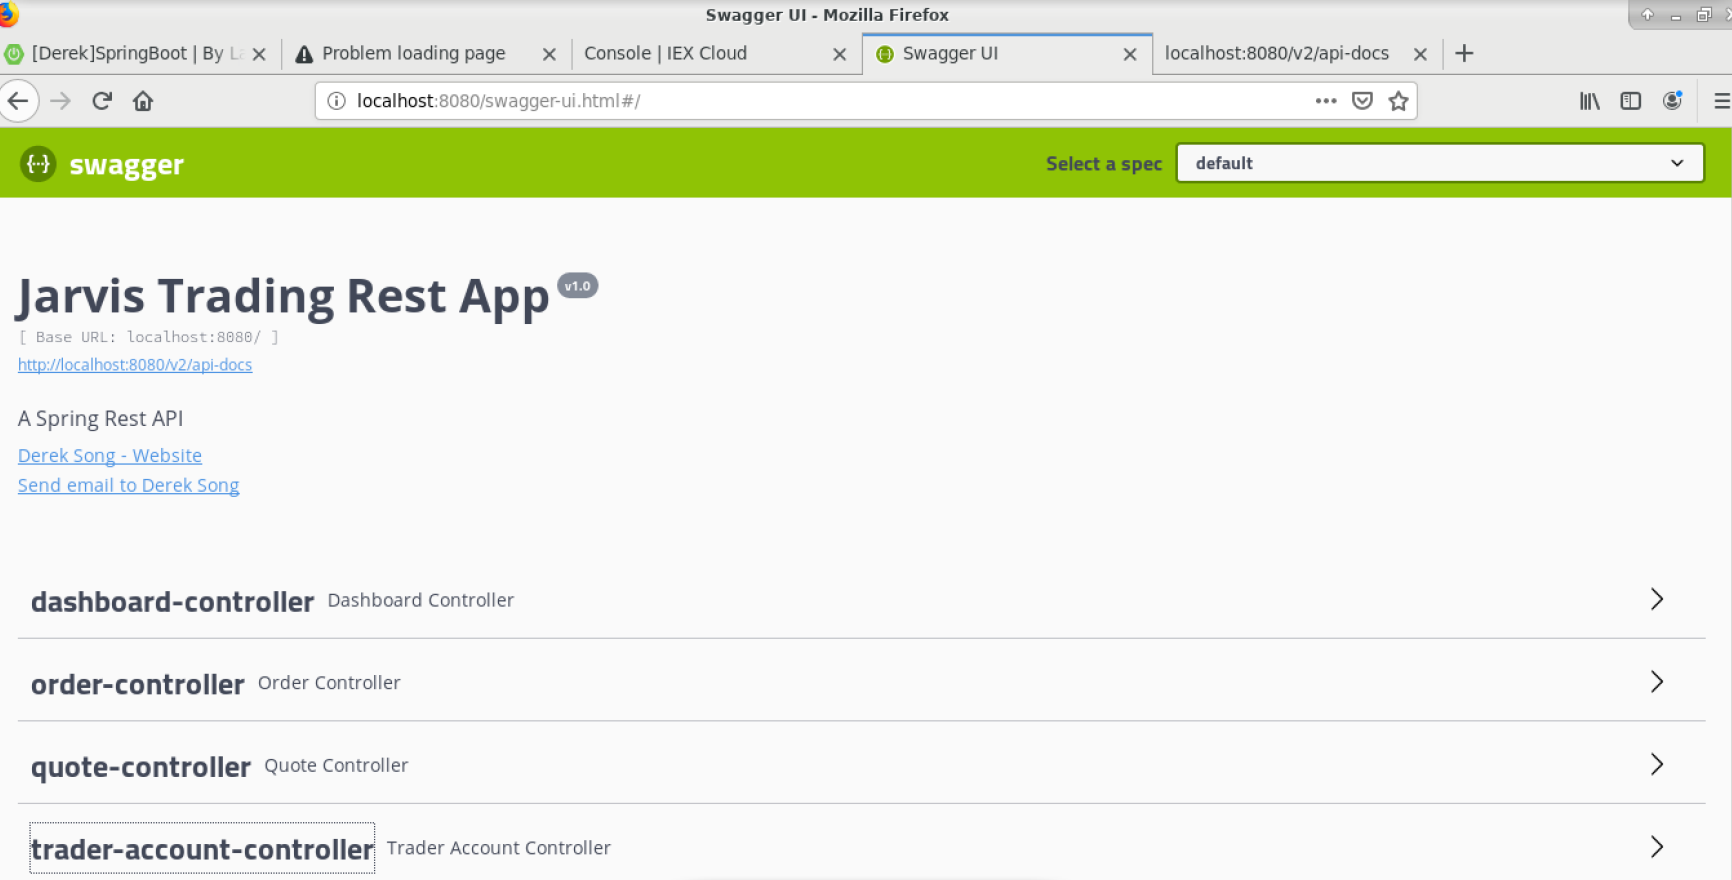 Swagger UI - Mozilla Firefox
[Derek]SpringBoot | By La
Problem loading page
Console | IEX Cloud
Swagger UI
localhost:8080/v2/api-docs
localhost:8080/swagger-ui.html#/
swagger
Select a spec
default
Jarvis Trading Rest App v1.0
[ Base URL: localhost:8080/ ]
http://localhost:8080/v2/api-docs
A Spring Rest API
Derek Song - Website
Send email to Derek Song
dashboard-controller Dashboard Controller
order-controller Order Controller
quote-controller Quote Controller
trader-account-controller Trader Account Controller